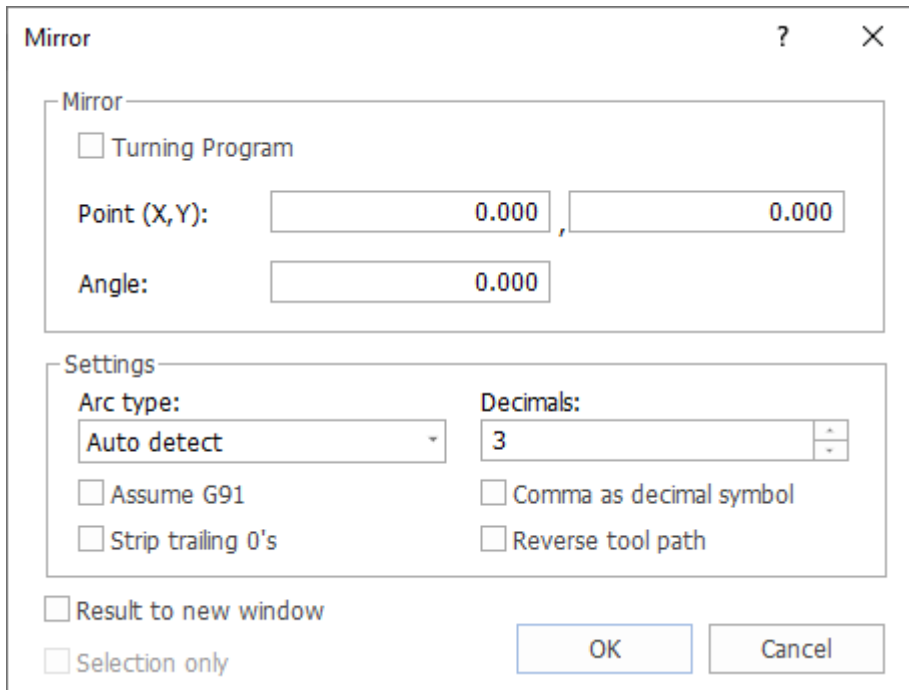 Mirror ?
Mirror
Turning Program
Point (X,Y): 0.000 , 0.000
Angle: 0.000
Settings
Arc type: Decimals:
Auto detect 3
Assume G91 Comma as decimal symbol
Strip trailing 0's Reverse tool path
Result to new window
OK Cancel
Selection only